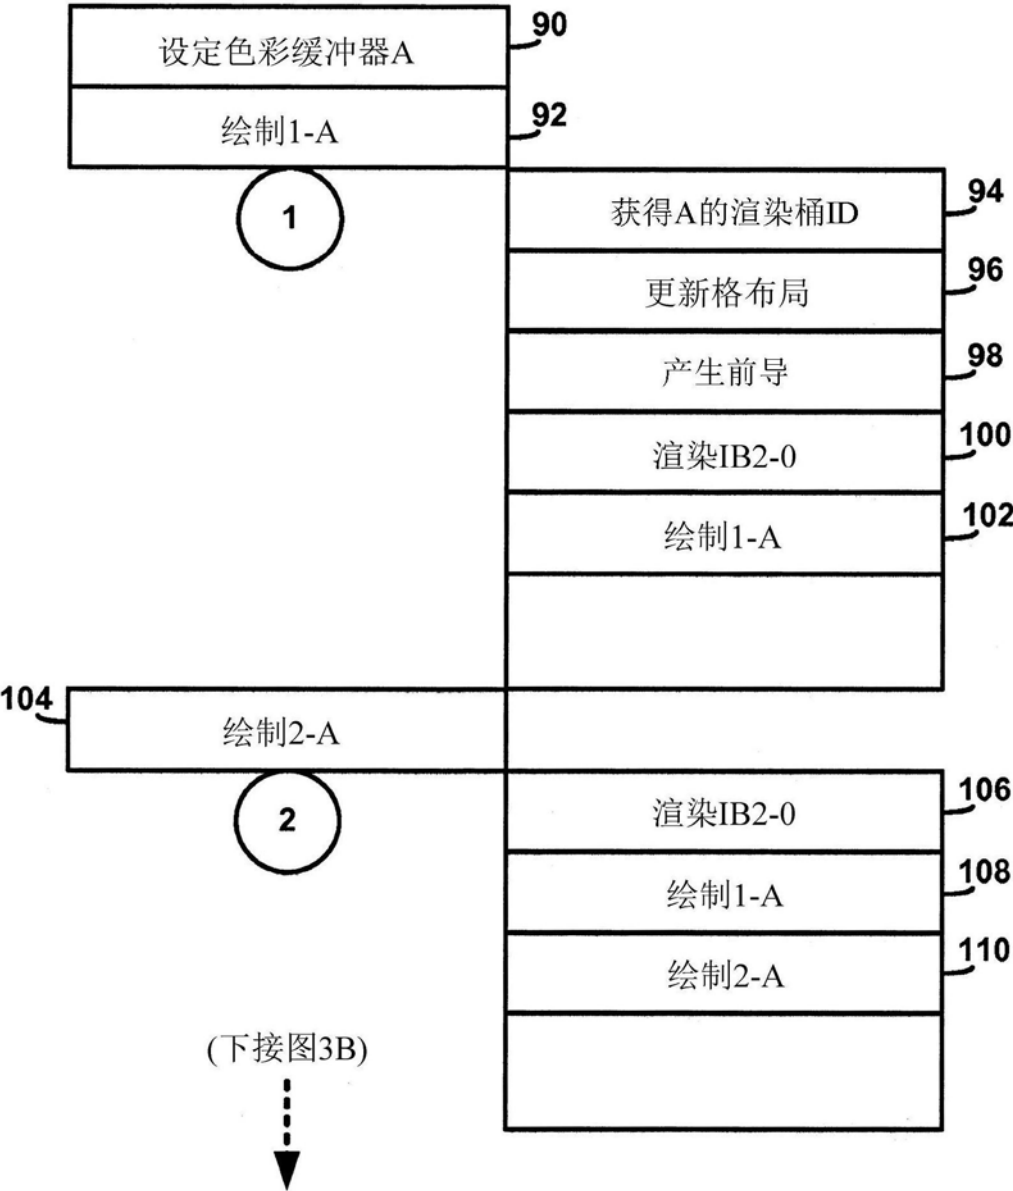 设定色彩缓冲器A
90
绘制1-A
92
1
获得A的渲染桶ID
94
更新格布局
96
产生前导
98
渲染IB2-0
100
绘制1-A
102
104
绘制2-A
2
渲染IB2-0
106
绘制1-A
108
绘制2-A
110
(下接图3B)